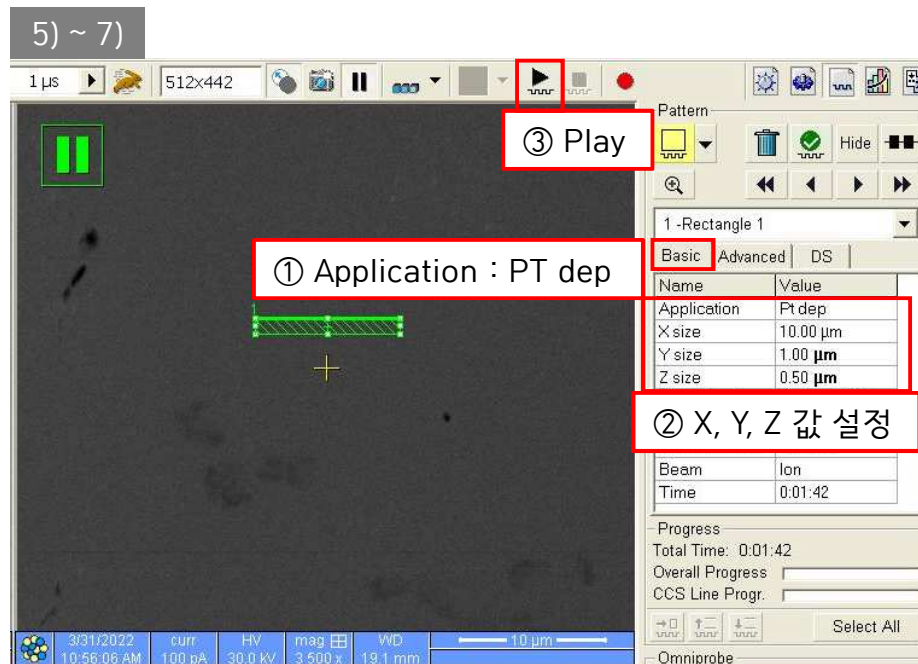 5) ~ 7)
1 µs
512x442
Pattern
③ Play
Hide
1 -Rectangle 1
Basic
Advanced
DS
① Application : PT dep
Name Value
Application Pt dep
X size 10.00 µm
Y size 1.00 µm
Z size 0.50 µm
② X, Y, Z 값 설정
Beam Ion
Time 0:01:42
1
Progress
Total Time: 0:01:42
Overall Progress
CCS Line Progr.
Select All
Omniprobe
3/31/2022 curr HV mag WD 10 µm
10:56:06 AM 100 pA 30.0 kV 3 500 x 19.1 mm